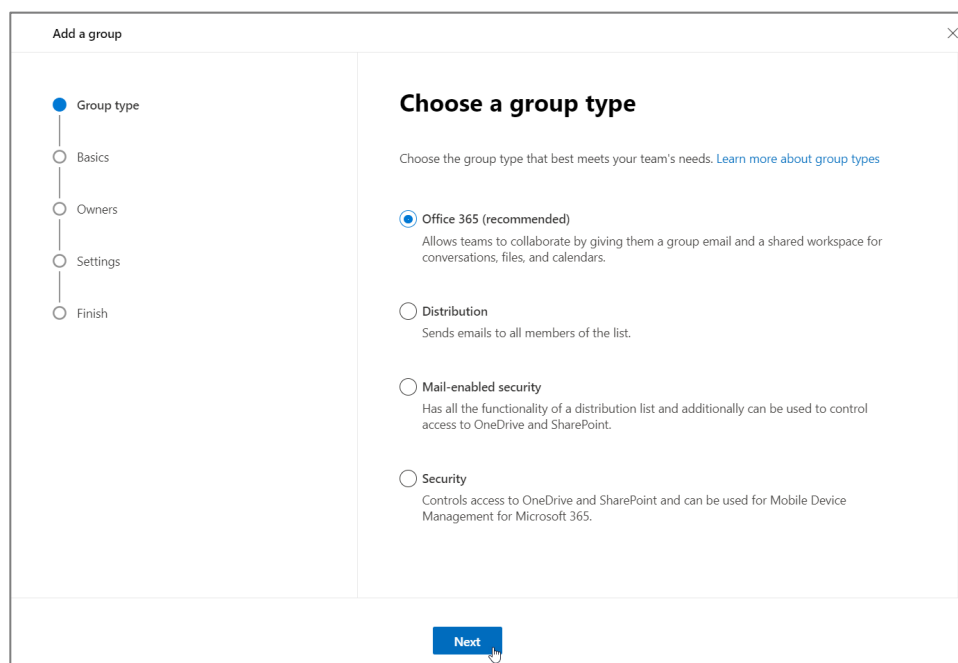 Add a group
Group type
Basics
Owners
Settings
Finish
Choose a group type
Choose the group type that best meets your team's needs. Learn more about group types
Office 365 (recommended)
Allows teams to collaborate by giving them a group email and a shared workspace for
conversations, files, and calendars.
Distribution
Sends emails to all members of the list.
Mail-enabled security
Has all the functionality of a distribution list and additionally can be used to control
access to OneDrive and SharePoint.
Security
Controls access to OneDrive and SharePoint and can be used for Mobile Device
Management for Microsoft 365.
Next